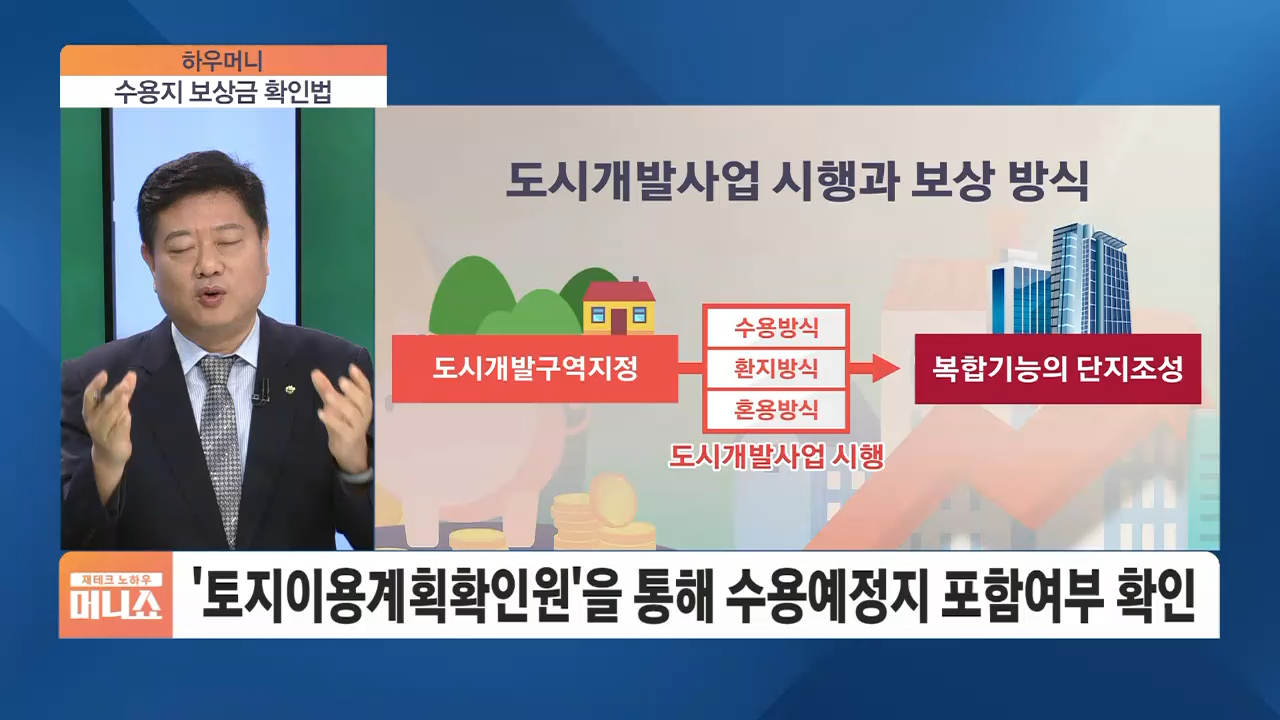 하우머니
수용지 보상금 확인법
도시개발사업 시행과 보상 방식
도시개발구역지정
수용방식
환지방식
혼용방식
복합기능의 단지조성
도시개발사업 시행
재테크 노하우
머니쇼
'토지이용계획확인원'을 통해 수용예정지 포함여부 확인